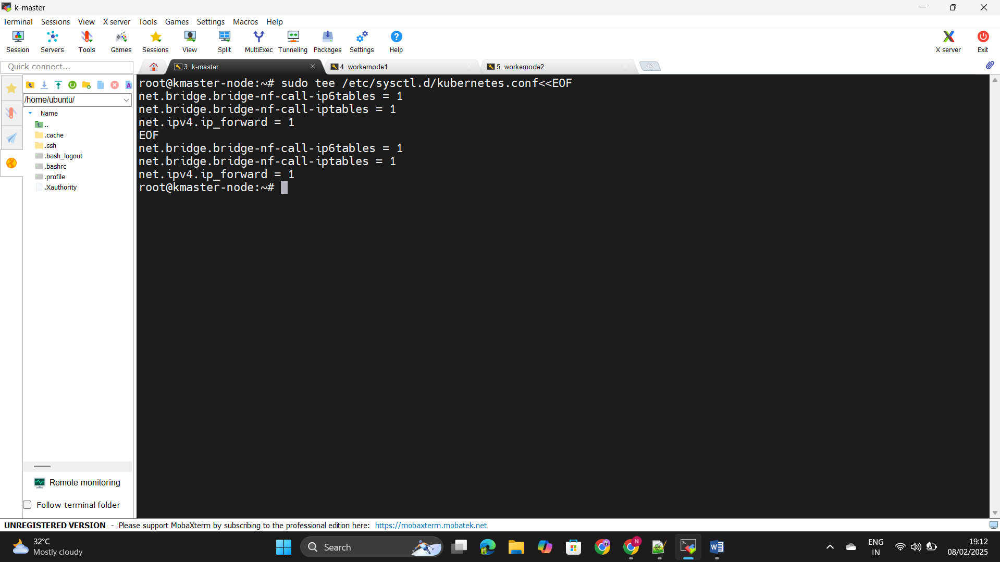 k-master
Terminal Sessions View X server Tools Games Settings Macros Help
Session Servers Tools Games Sessions View Split MultiExec Tunneling Packages Settings Help X server Exit
Quick connect...
3. k-master
4. workernode1
5. workernode2
/home/ubuntu/
Name
..
.cache
.ssh
.bash_logout
.bashrc
.profile
.Xauthority
Remote monitoring
Follow terminal folder
root@kmaster-node:~# sudo tee /etc/sysctl.d/kubernetes.conf<<EOF
net.bridge.bridge-nf-call-ip6tables = 1
net.bridge.bridge-nf-call-iptables = 1
net.ipv4.ip_forward = 1
EOF
net.bridge.bridge-nf-call-ip6tables = 1
net.bridge.bridge-nf-call-iptables = 1
net.ipv4.ip_forward = 1
root@kmaster-node:~#
UNREGISTERED VERSION - Please support MobaXterm by subscribing to the professional edition here: https://mobaxterm.mobatek.net
32°C
Mostly cloudy
Search
N
ENG
IN
19:12
08/02/2025